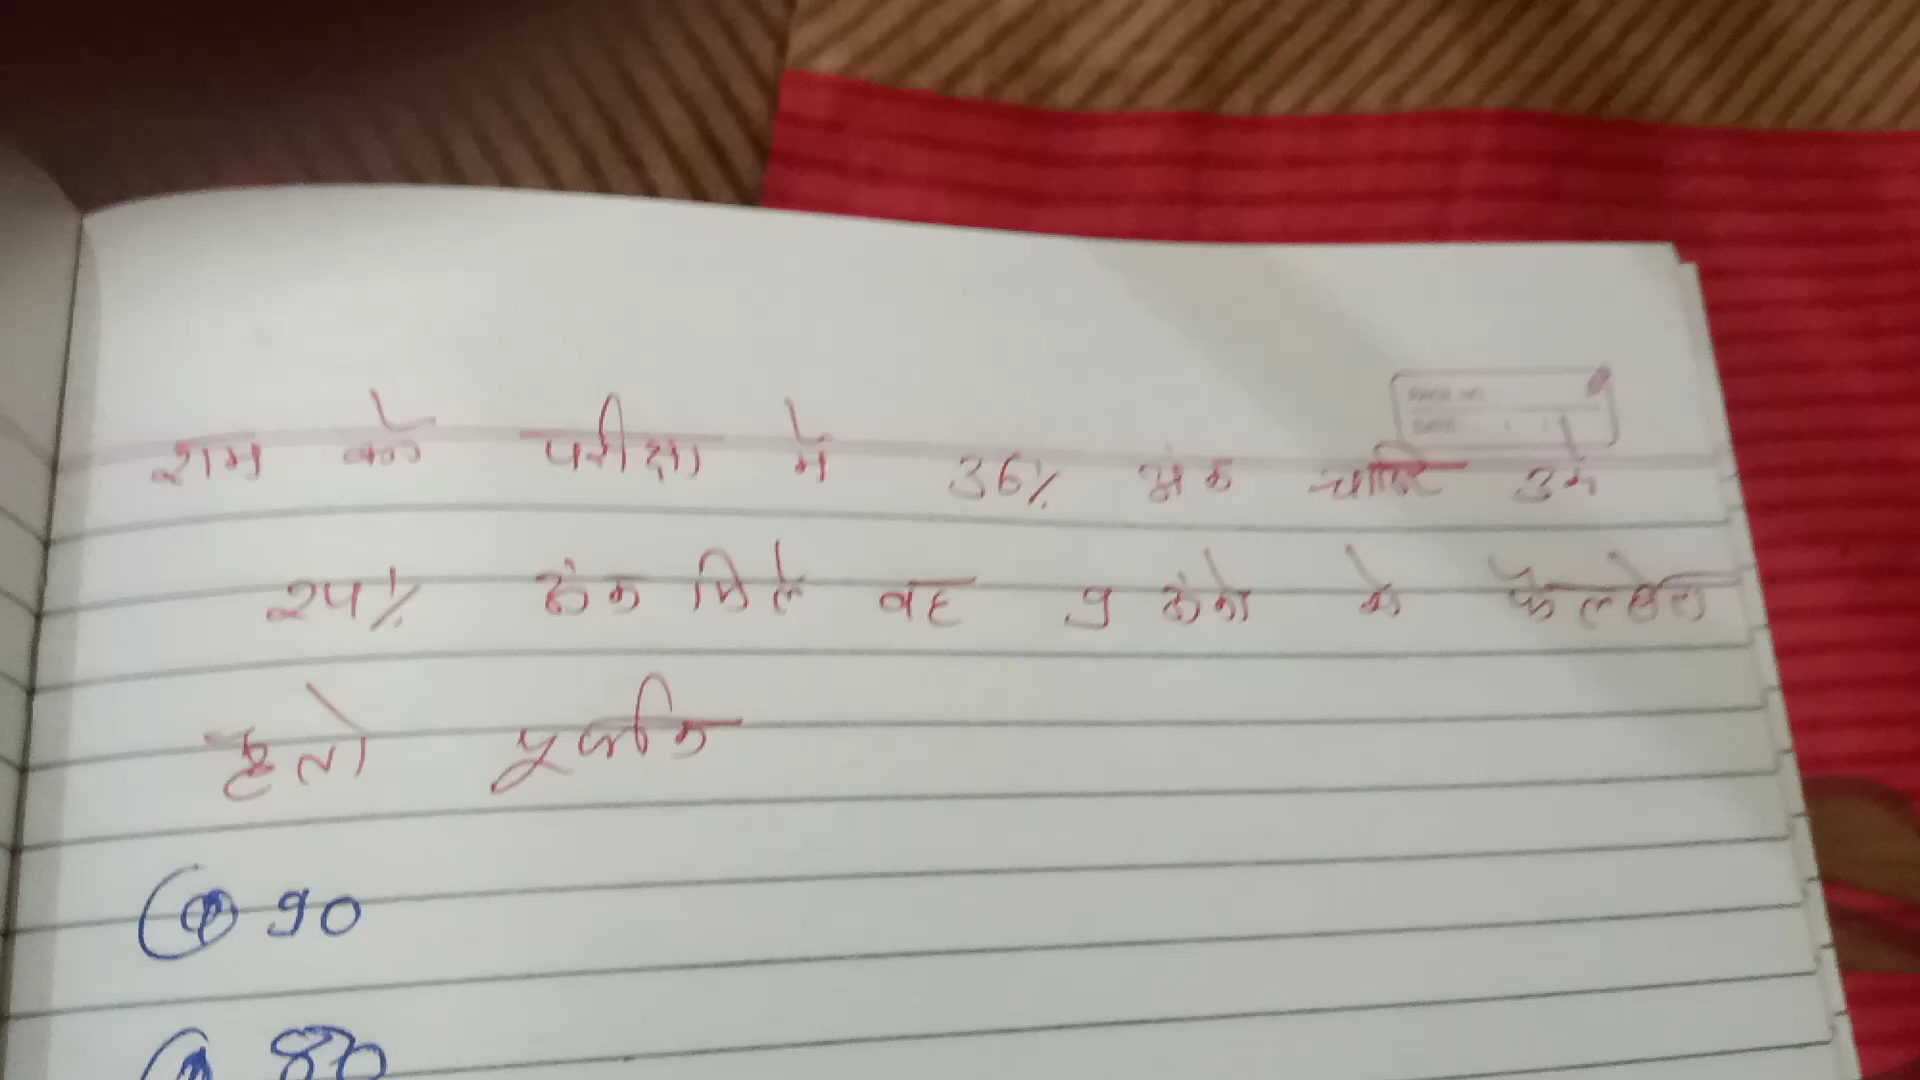 राम को परीक्षा में 36% अंक चाहिए उसे
24% अंक मिले वह 9 अंको से फैल होता
है तो पूर्णांक
90